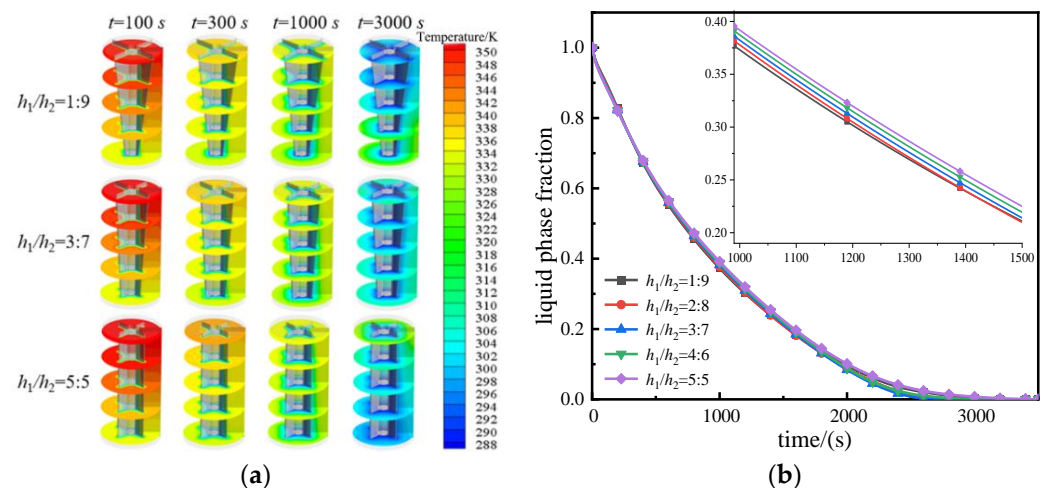 t=100 s t=300 s t=1000 s t=3000 s
Temperature/K
h₁/h₂=1:9
h₁/h₂=3:7
h₁/h₂=5:5
350
348
346
344
342
340
338
336
334
332
330
328
326
324
322
320
318
316
314
312
310
308
306
304
302
300
298
296
294
292
290
288
(a)
liquid phase fraction
1.0
0.8
0.6
0.4
0.2
0.0
0 1000 2000 3000
time/(s)
h₁/h₂=1:9
h₁/h₂=2:8
h₁/h₂=3:7
h₁/h₂=4:6
h₁/h₂=5:5
0.40
0.35
0.30
0.25
0.20
1000 1100 1200 1300 1400 1500
(b)